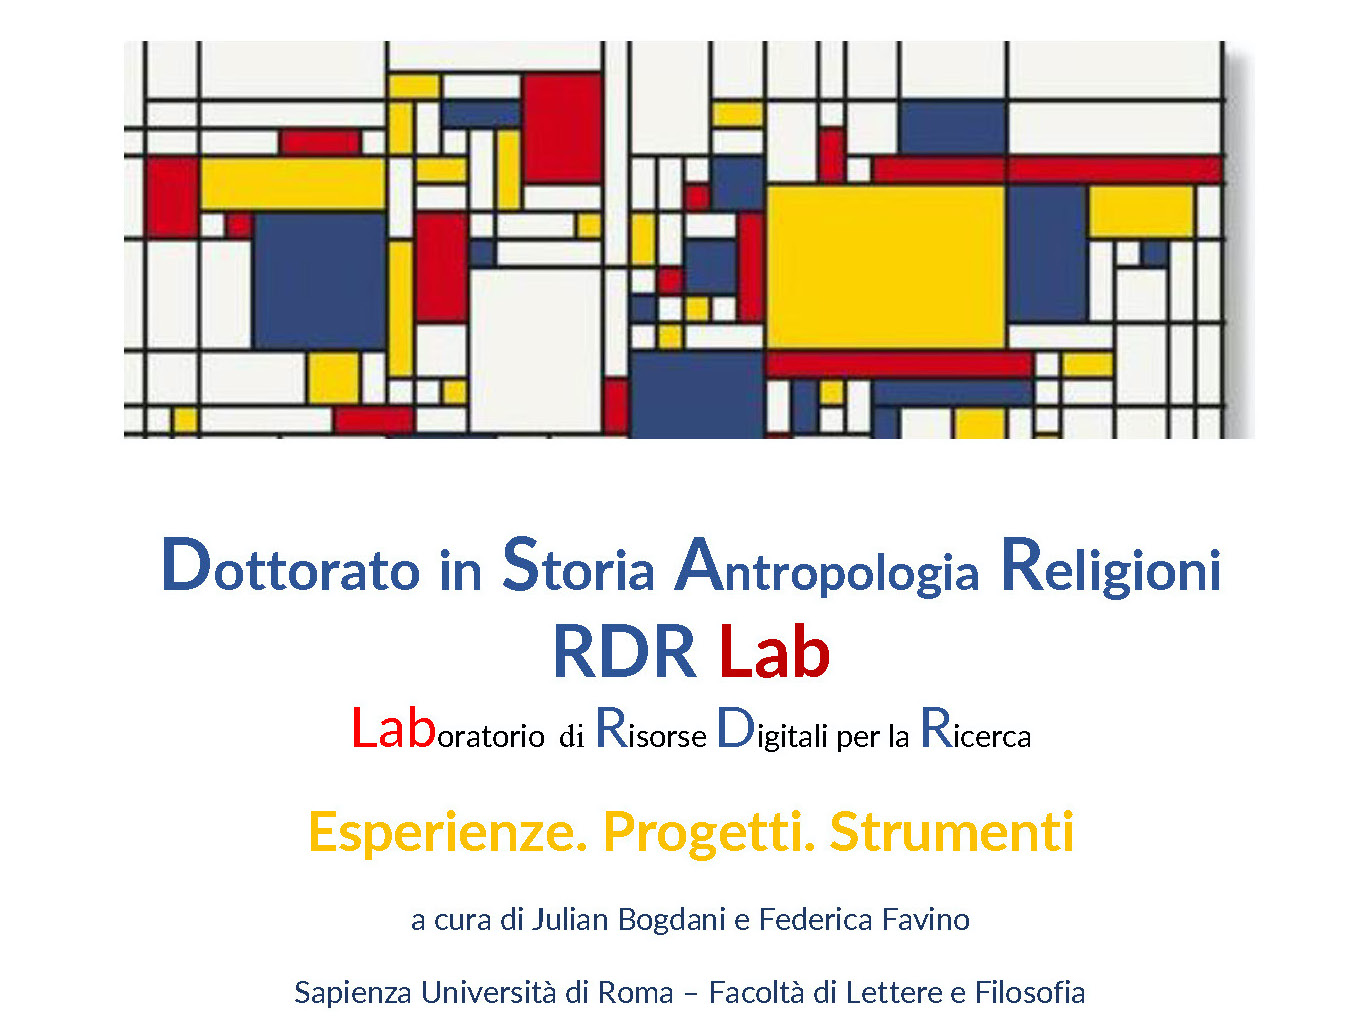 Dottorato in Storia Antropologia Religioni
RDR Lab
Laboratorio di Risorse Digitali per la Ricerca
Esperienze. Progetti. Strumenti
a cura di Julian Bogdani e Federica Favino
Sapienza Università di Roma – Facoltà di Lettere e Filosofia